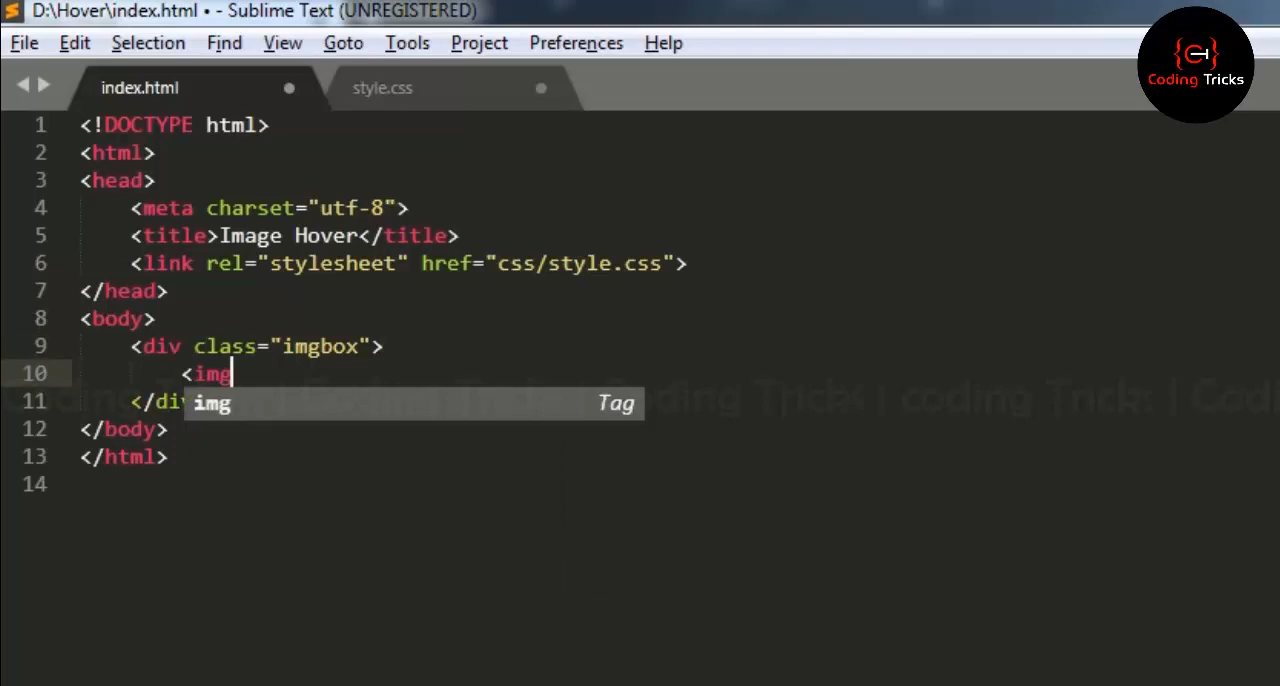 D:\Hover\index.html • - Sublime Text (UNREGISTERED)
File Edit Selection Find View Goto Tools Project Preferences Help
Coding Tricks
index.html style.css
1 <!DOCTYPE html>
2 <html>
3 <head>
4 <meta charset="utf-8">
5 <title>Image Hover</title>
6 <link rel="stylesheet" href="css/style.css">
7 </head>
8 <body>
9 <div class="imgbox">
10 <img
11 </div
img Tag
12 </body>
13 </html>
14
Coding Tricks | Coding